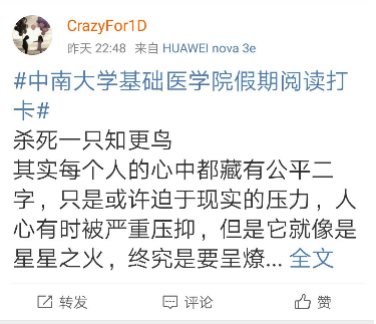 CrazyFor1D
昨天 22:48 来自 HUAWEI nova 3e
#中南大学基础医学院假期阅读打
卡#
杀死一只知更鸟
其实每个人的心中都藏有公平二
字，只是或许迫于现实的压力，人
心有时被严重压抑，但是它就像是
星星之火，终究是要呈燎... 全文
转发 评论 赞